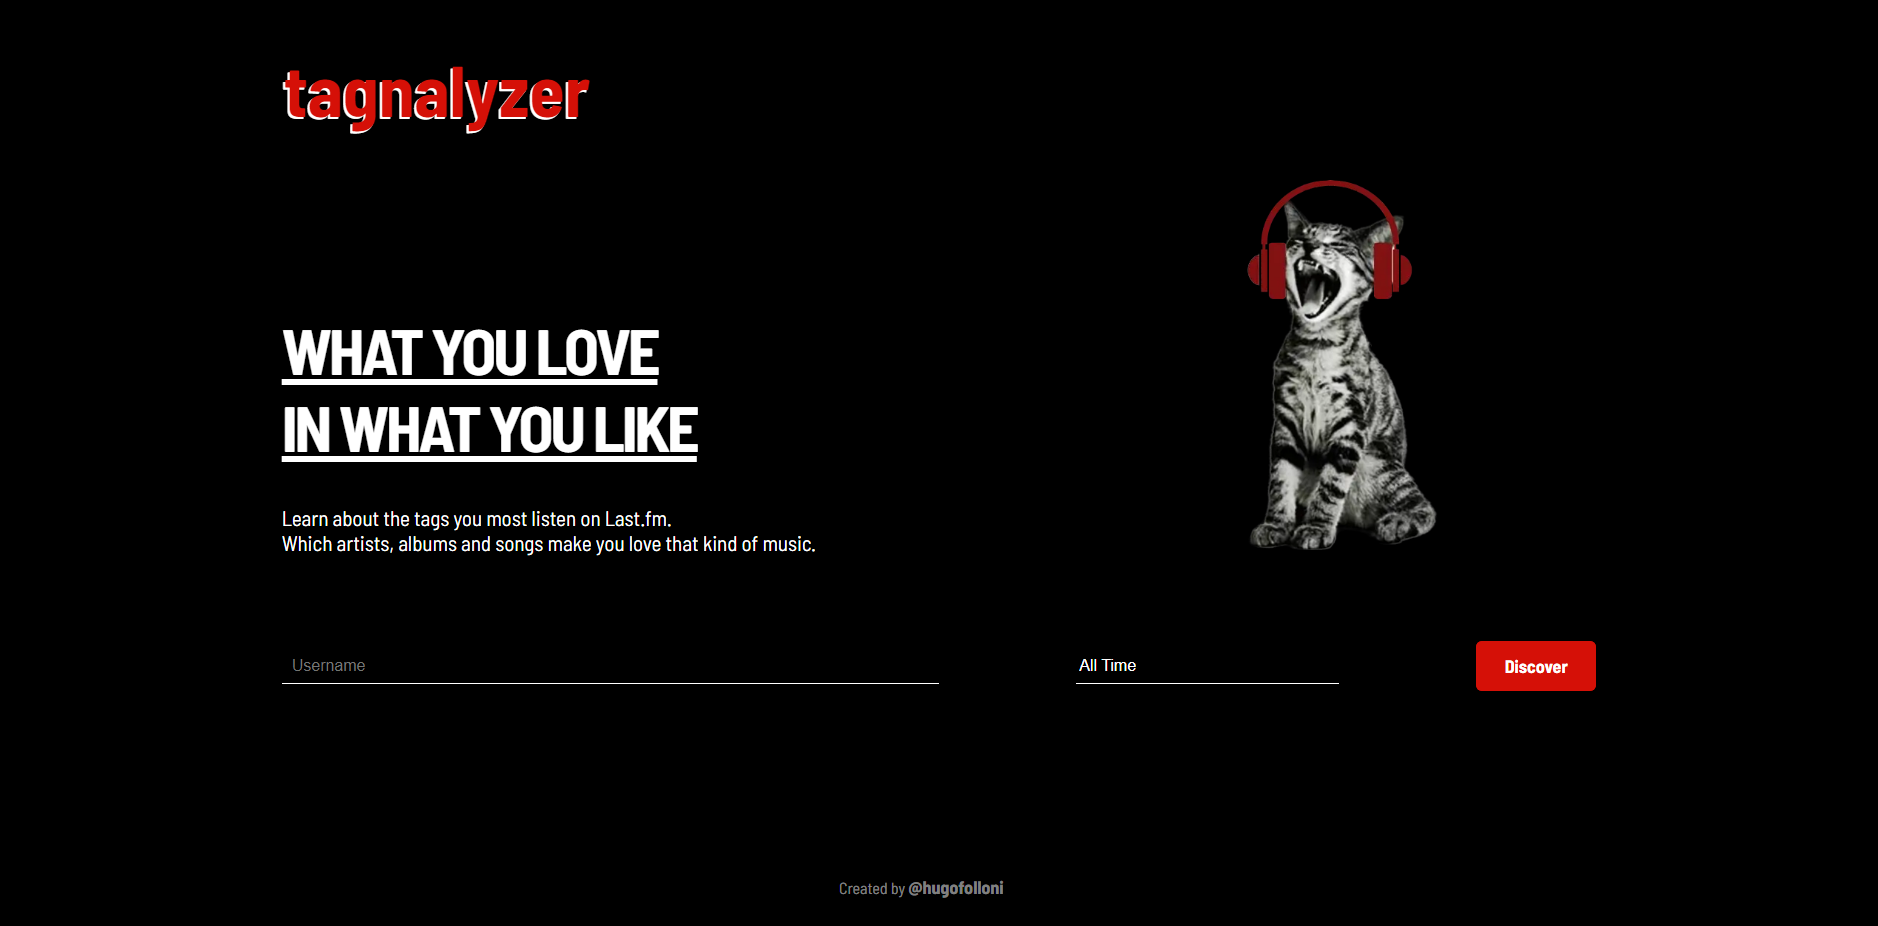 tagnalyzer
WHAT YOU LOVE
IN WHAT YOU LIKE
Learn about the tags you most listen on Last.fm.
Which artists, albums and songs make you love that kind of music.
Username
All Time
Discover
Created by @hugofolloni